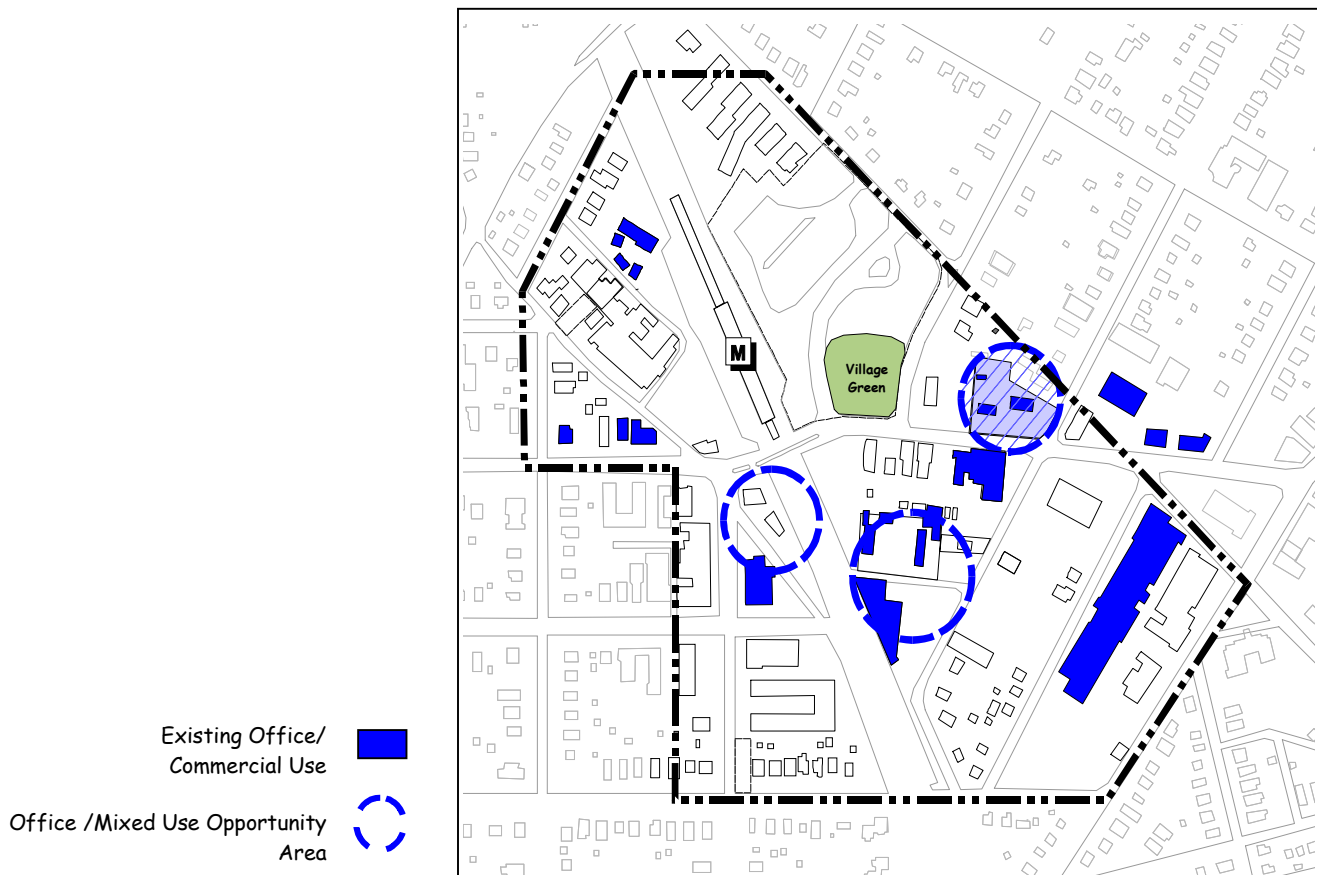 M
Village
Green
Existing Office/
Commercial Use
Office /Mixed Use Opportunity
Area